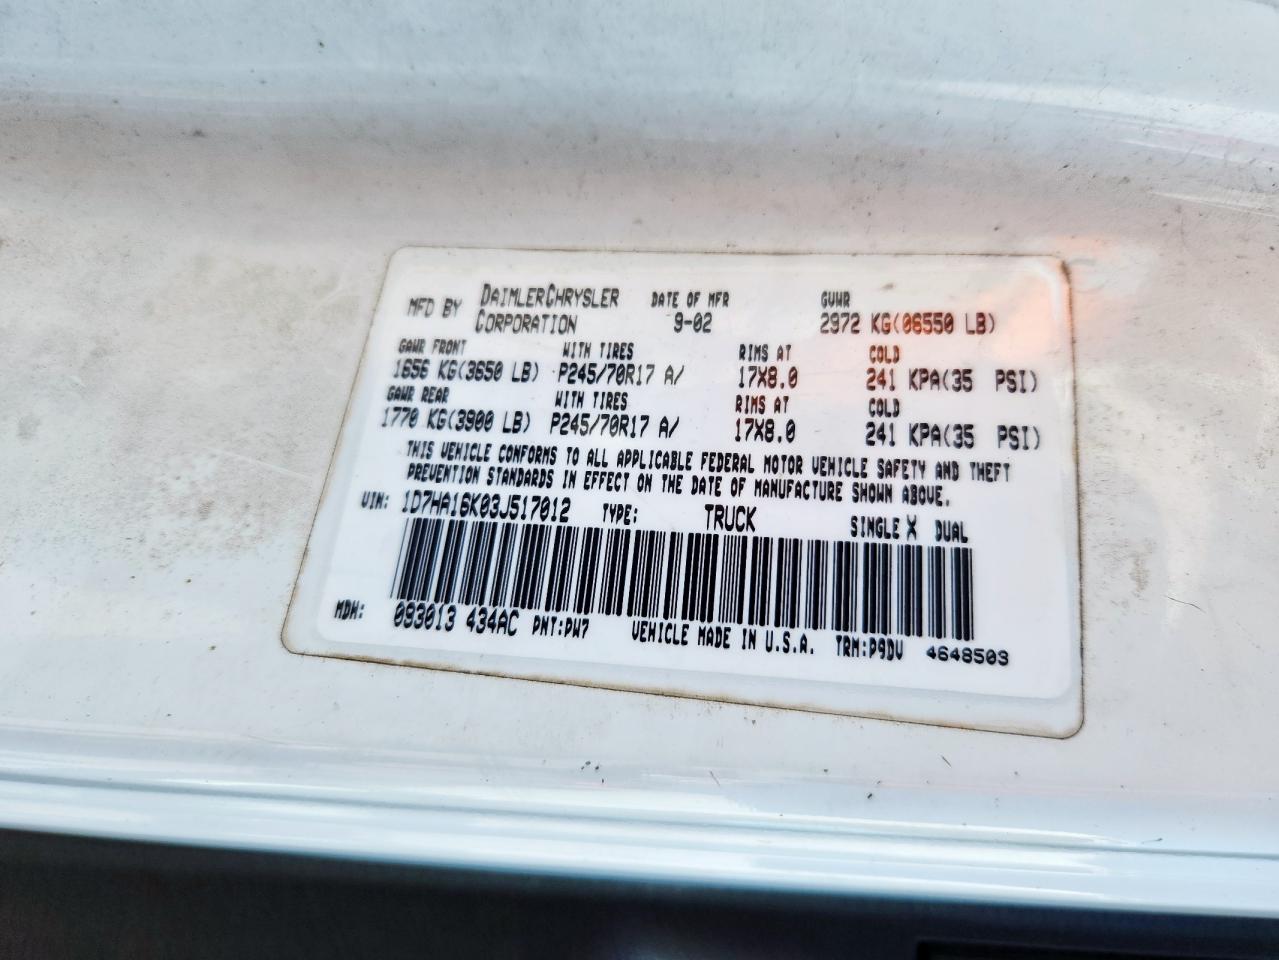 MFD BY DAIMLERCHRYSLER CORPORATION DATE OF MFR 9-02 GVWR 2972 KG(06550 LB)
GAWR FRONT WITH TIRES RIMS AT COLD
1656 KG(3650 LB) P245/70R17 A/ 17X8.0 241 KPA(35 PSI)
GAWR REAR WITH TIRES RIMS AT COLD
1770 KG(3900 LB) P245/70R17 A/ 17X8.0 241 KPA(35 PSI)
THIS VEHICLE CONFORMS TO ALL APPLICABLE FEDERAL MOTOR VEHICLE SAFETY AND THEFT
PREVENTION STANDARDS IN EFFECT ON THE DATE OF MANUFACTURE SHOWN ABOVE.
VIN: 1D7HA16K03J517012 TYPE: TRUCK SINGLE X DUAL
MDH: 093013 434AC PNT:PW7 VEHICLE MADE IN U.S.A. TRM:P9DV 4648503